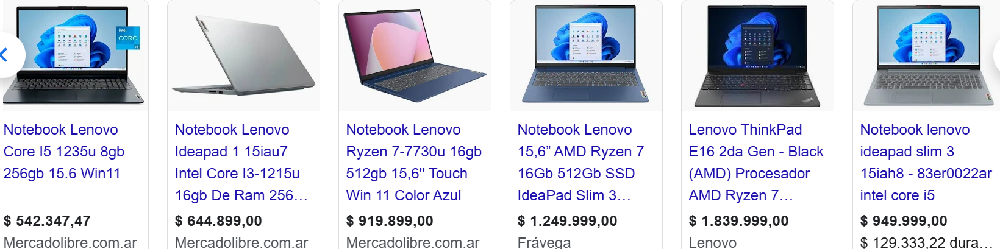 intel
CORE
i5
Notebook Lenovo
Core I5 1235u 8gb
256gb 15.6 Win11
$ 542.347,47
Mercadolibre.com.ar
Notebook Lenovo
Ideapad 1 15iau7
Intel Core I3-1215u
16gb De Ram 256...
$ 644.899,00
Mercadolibre.com.ar
Notebook Lenovo
Ryzen 7-7730u 16gb
512gb 15,6" Touch
Win 11 Color Azul
$ 919.899,00
Mercadolibre.com.ar
Notebook Lenovo
15,6” AMD Ryzen 7
16Gb 512Gb SSD
IdeaPad Slim 3...
$ 1.249.999,00
Frávega
Lenovo ThinkPad
E16 2da Gen - Black
(AMD) Procesador
AMD Ryzen 7...
$ 1.839.999,00
Lenovo
Notebook lenovo
ideapad slim 3
15iah8 - 83er0022ar
intel core i5
$ 949.999,00
$ 129.333,22 dura...